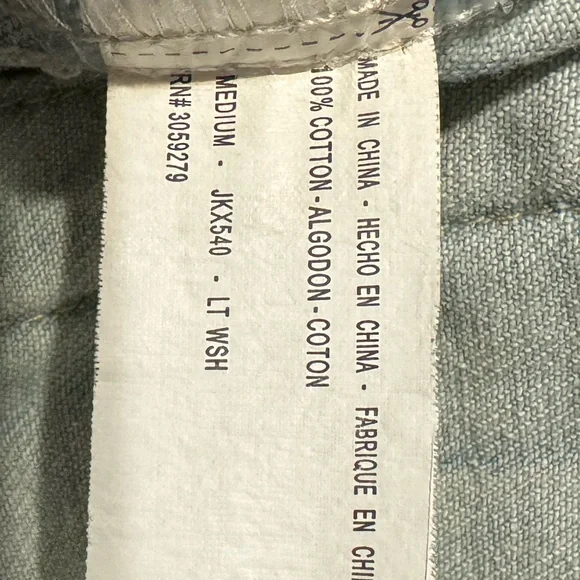 MADE IN CHINA - HECHO EN CHINA - FABRIQUE EN CHI
100% COTTON-ALGODON-COTON
MEDIUM - JKX540 - LT WSH
RN# 3059279